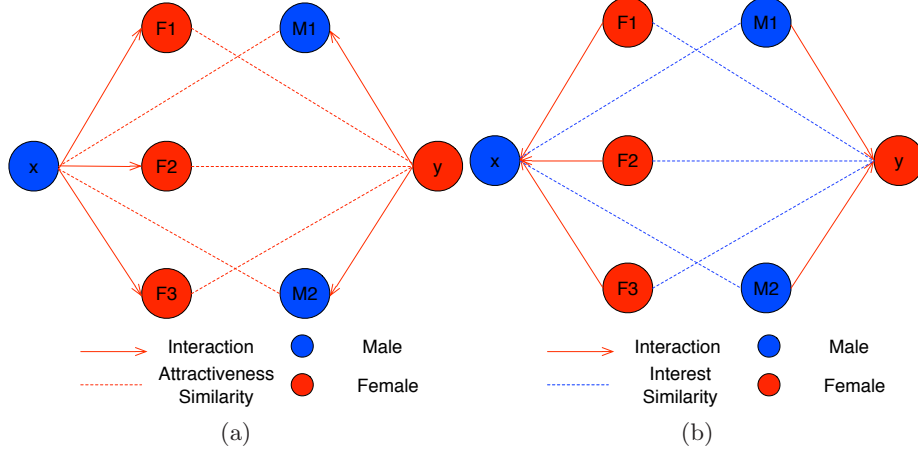 F1 M1 F1 M1
x F2 y x F2 y
F3 M2 F3 M2
Interaction Male Interaction Male
Attractiveness Similarity Female Interest Similarity Female
(a) (b)